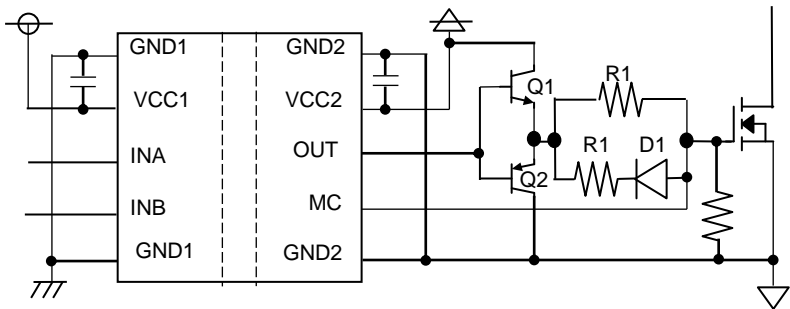 GND1
VCC1
INA
INB
GND1
GND2
VCC2
OUT
MC
GND2
Q1
Q2
R1
R1
D1